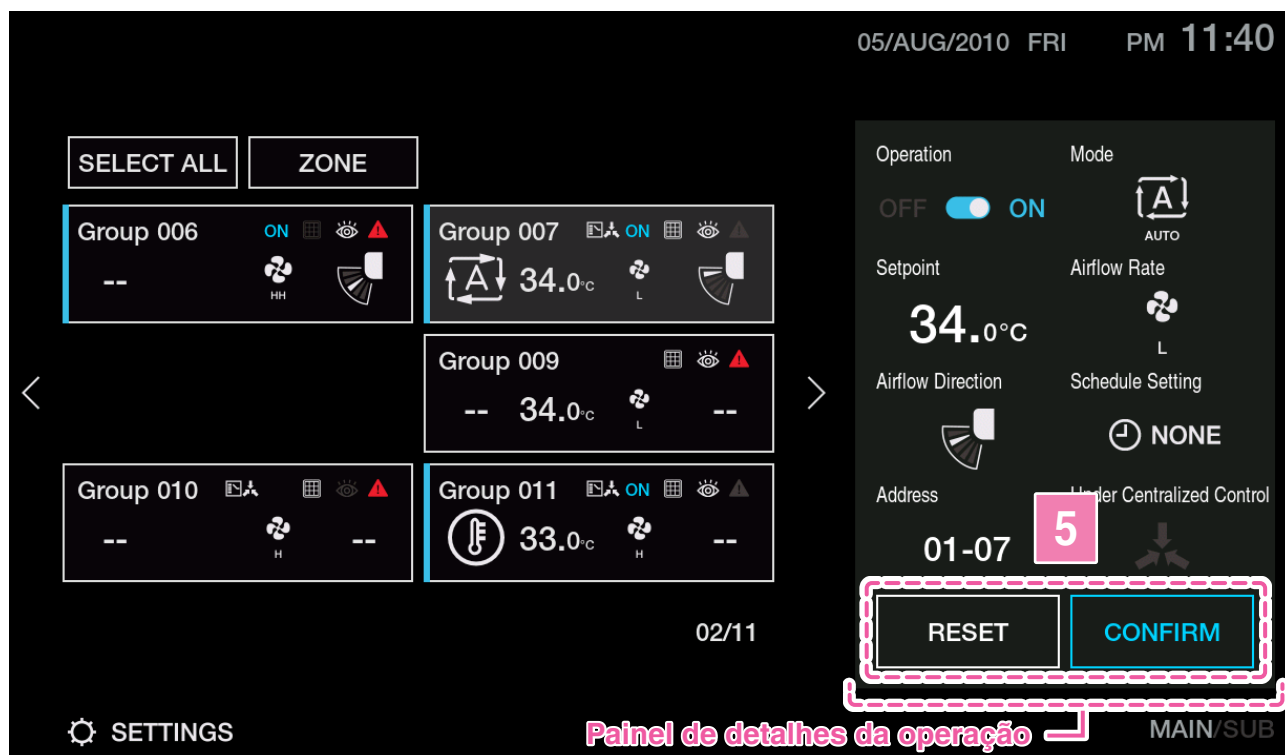 05/AUG/2010 FRI PM 11:40
SELECT ALL
ZONE
Group 006 ON
--
HH
Group 007 ON
A 34.0°C
L
Group 009
-- 34.0°C --
L
Group 010
-- --
H
Group 011 ON
33.0°C --
H
02/11
Operation Mode
OFF ON A
AUTO
Setpoint Airflow Rate
34.0°C
L
Airflow Direction Schedule Setting
NONE
Address Under Centralized Control
01-07
5
RESET CONFIRM
Painel de detalhes da operação
SETTINGS
MAIN/SUB